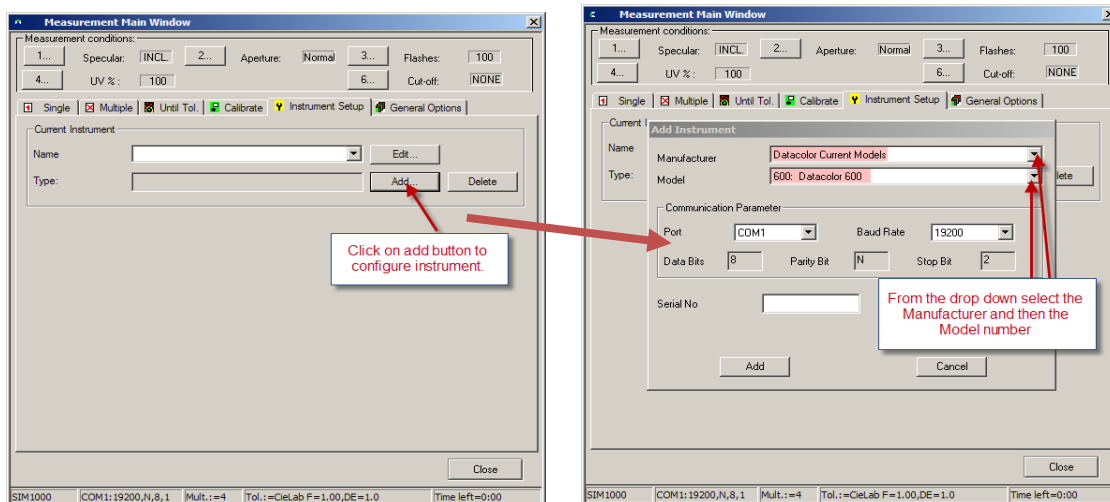 Measurement Main Window
Measurement conditions:
1... Specular: INCL. 2... Aperture: Normal 3... Flashes: 100
4... UV % : 100 6... Cut-off: NONE
Single Multiple Until Tol. Calibrate Instrument Setup General Options
Current Instrument
Name Edit...
Type: Add... Delete
Click on add button to
configure instrument.
Close
SIM1000 COM1:19200,N,8,1 Mult.:=4 Tol.:=CieLab F=1.00,DE=1.0 Time left=0:00
Measurement Main Window
Measurement conditions:
1... Specular: INCL. 2... Aperture: Normal 3... Flashes: 100
4... UV % : 100 6... Cut-off: NONE
Single Multiple Until Tol. Calibrate Instrument Setup General Options
Current I
Name
Type: lete
Add Instrument
Manufacturer Datacolor Current Models
Model 600: Datacolor 600
Communication Parameter
Port COM1 Baud Rate 19200
Data Bits 8 Parity Bit N Stop Bit 2
Serial No
From the drop down select the
Manufacturer and then the
Model number
Add Cancel
Close
SIM1000 COM1:19200,N,8,1 Mult.:=4 Tol.:=CieLab F=1.00,DE=1.0 Time left=0:00